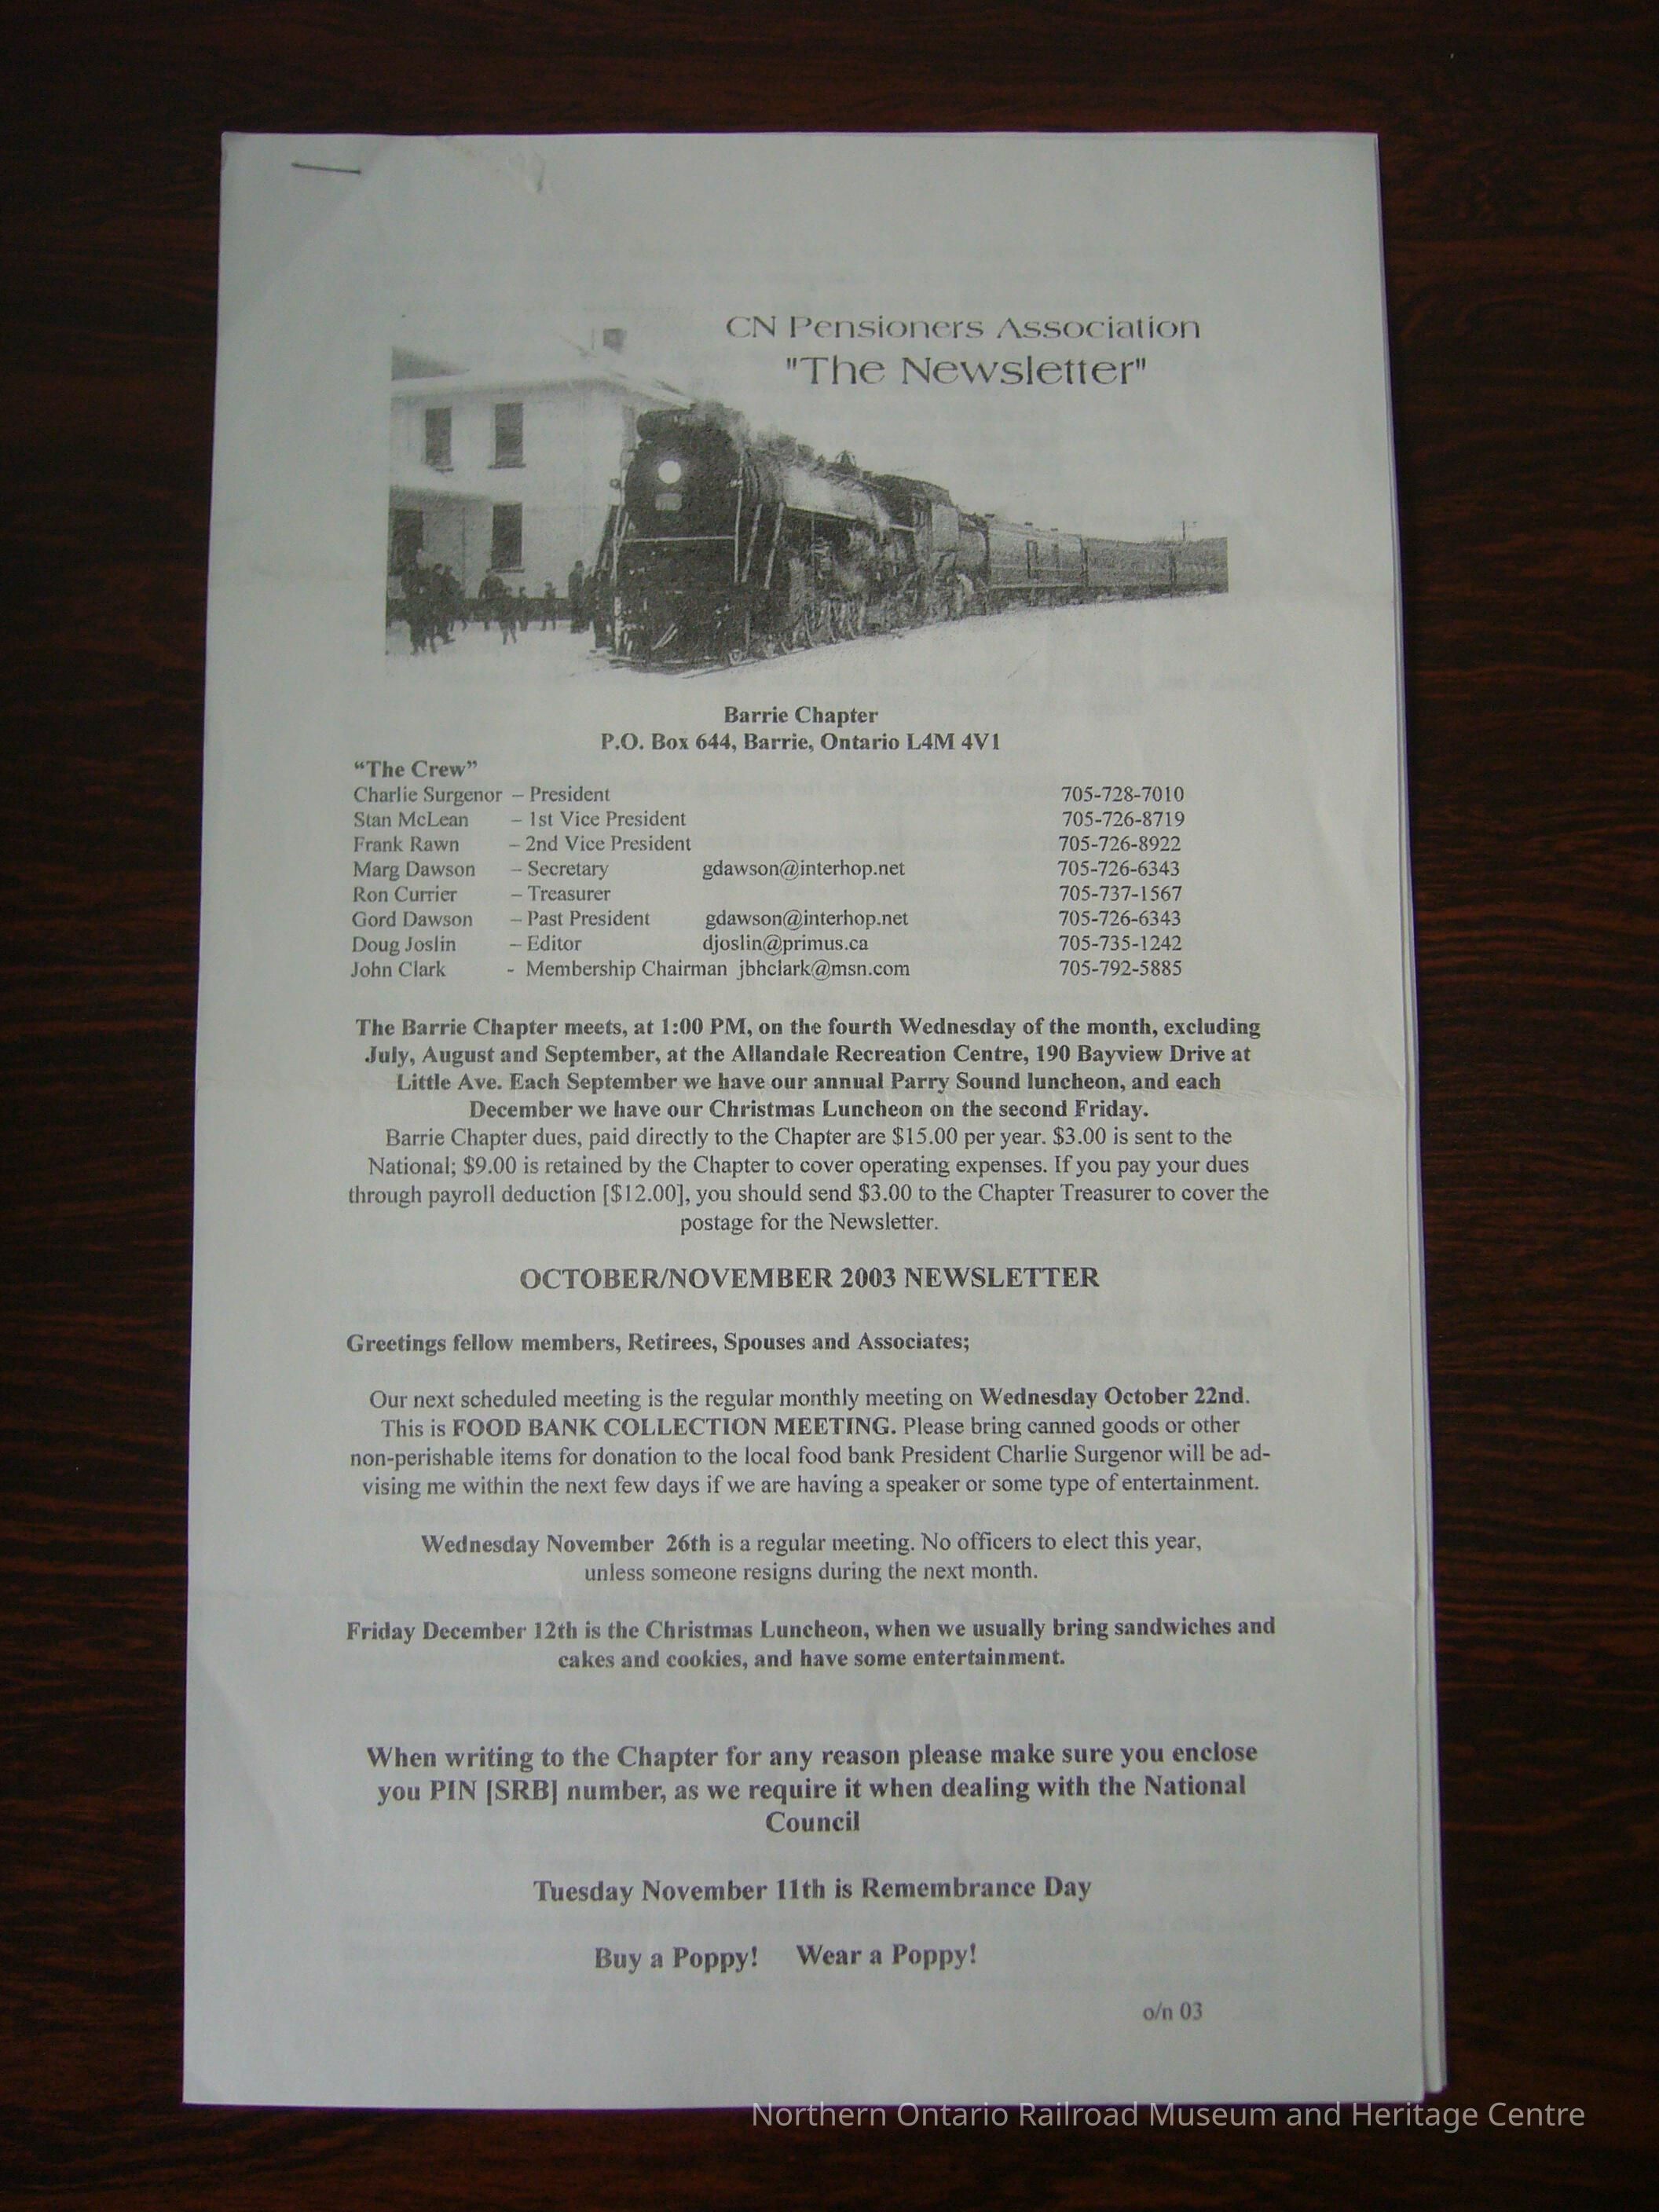 CN Pensioners Association
"The Newsletter"
Barrie Chapter
P.O. Box 644, Barrie, Ontario L4M 4V1
“The Crew”
Charlie Surgenor – President 705-728-7010
Stan McLean – 1st Vice President 705-726-8719
Frank Rawn – 2nd Vice President 705-726-8922
Marg Dawson – Secretary gdawson@interhop.net 705-726-6343
Ron Currier – Treasurer 705-737-1567
Gord Dawson – Past President gdawson@interhop.net 705-726-6343
Doug Joslin – Editor djoslin@primus.ca 705-735-1242
John Clark - Membership Chairman jbhclark@msn.com 705-792-5885
The Barrie Chapter meets, at 1:00 PM, on the fourth Wednesday of the month, excluding
July, August and September, at the Allandale Recreation Centre, 190 Bayview Drive at
Little Ave. Each September we have our annual Parry Sound luncheon, and each
December we have our Christmas Luncheon on the second Friday.
Barrie Chapter dues, paid directly to the Chapter are $15.00 per year. $3.00 is sent to the
National; $9.00 is retained by the Chapter to cover operating expenses. If you pay your dues
through payroll deduction [$12.00], you should send $3.00 to the Chapter Treasurer to cover the
postage for the Newsletter.
OCTOBER/NOVEMBER 2003 NEWSLETTER
Greetings fellow members, Retirees, Spouses and Associates;
Our next scheduled meeting is the regular monthly meeting on Wednesday October 22nd.
This is FOOD BANK COLLECTION MEETING. Please bring canned goods or other
non-perishable items for donation to the local food bank President Charlie Surgenor will be ad-
vising me within the next few days if we are having a speaker or some type of entertainment.
Wednesday November 26th is a regular meeting. No officers to elect this year,
unless someone resigns during the next month.
Friday December 12th is the Christmas Luncheon, when we usually bring sandwiches and
cakes and cookies, and have some entertainment.
When writing to the Chapter for any reason please make sure you enclose
you PIN [SRB] number, as we require it when dealing with the National
Council
Tuesday November 11th is Remembrance Day
Buy a Poppy! Wear a Poppy!
o/n 03
Northern Ontario Railroad Museum and Heritage Centre